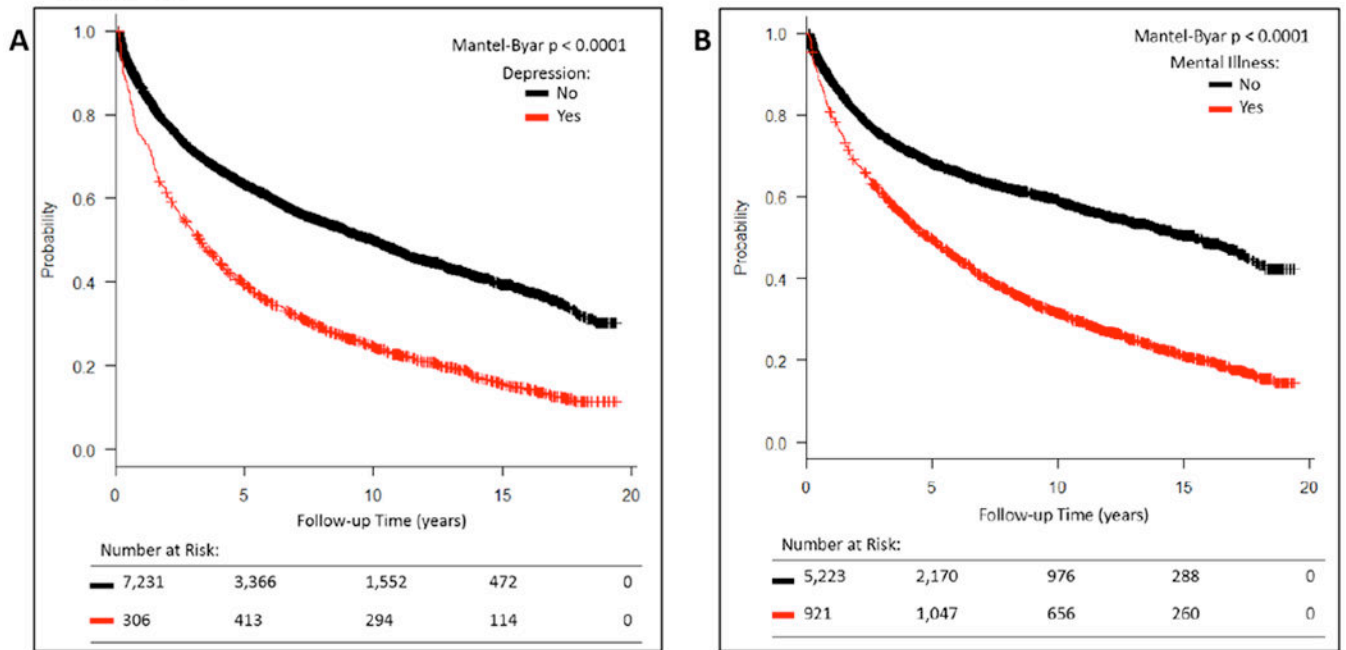 A
Mantel-Byar p < 0.0001
Depression:
No
Yes
1.0
0.8
0.6
0.4
0.2
0.0
Probability
0 5 10 15 20
Follow-up Time (years)
Number at Risk:
7,231 3,366 1,552 472 0
306 413 294 114 0
B
Mantel-Byar p < 0.0001
Mental Illness:
No
Yes
1.0
0.8
0.6
0.4
0.2
0.0
Probability
0 5 10 15 20
Follow-up Time (years)
Number at Risk:
5,223 2,170 976 288 0
921 1,047 656 260 0